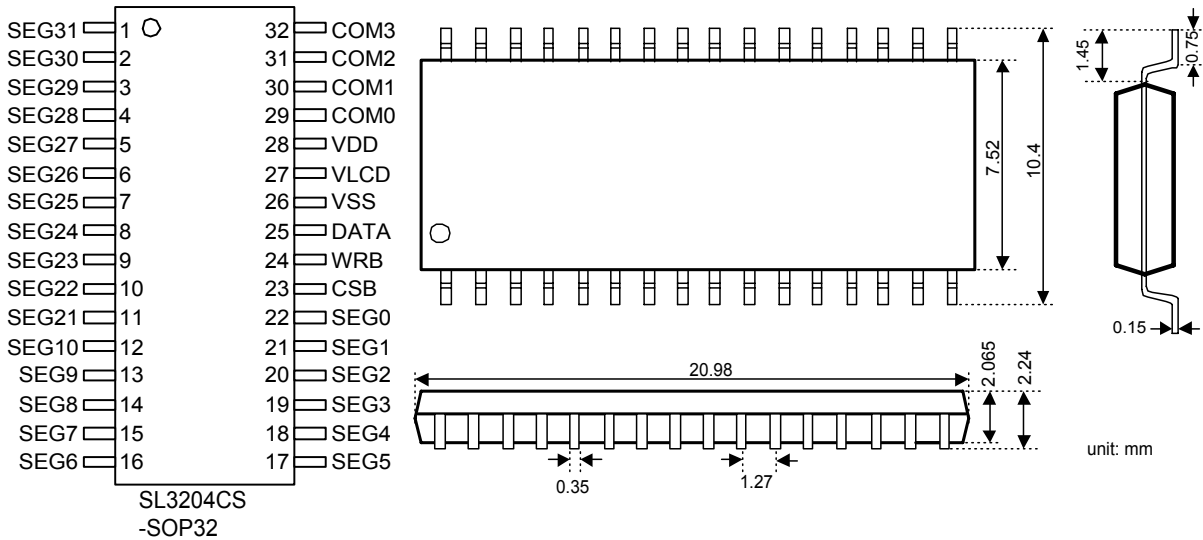 SEG31 1 32 COM3
SEG30 2 31 COM2
SEG29 3 30 COM1
SEG28 4 29 COM0
SEG27 5 28 VDD
SEG26 6 27 VLCD
SEG25 7 26 VSS
SEG24 8 25 DATA
SEG23 9 24 WRB
SEG22 10 23 CSB
SEG21 11 22 SEG0
SEG10 12 21 SEG1
SEG9 13 20 SEG2
SEG8 14 19 SEG3
SEG7 15 18 SEG4
SEG6 16 17 SEG5
SL3204CS
-SOP32
7.52
10.4
1.45
0.75
0.15
20.98
2.065
2.24
0.35
1.27
unit: mm